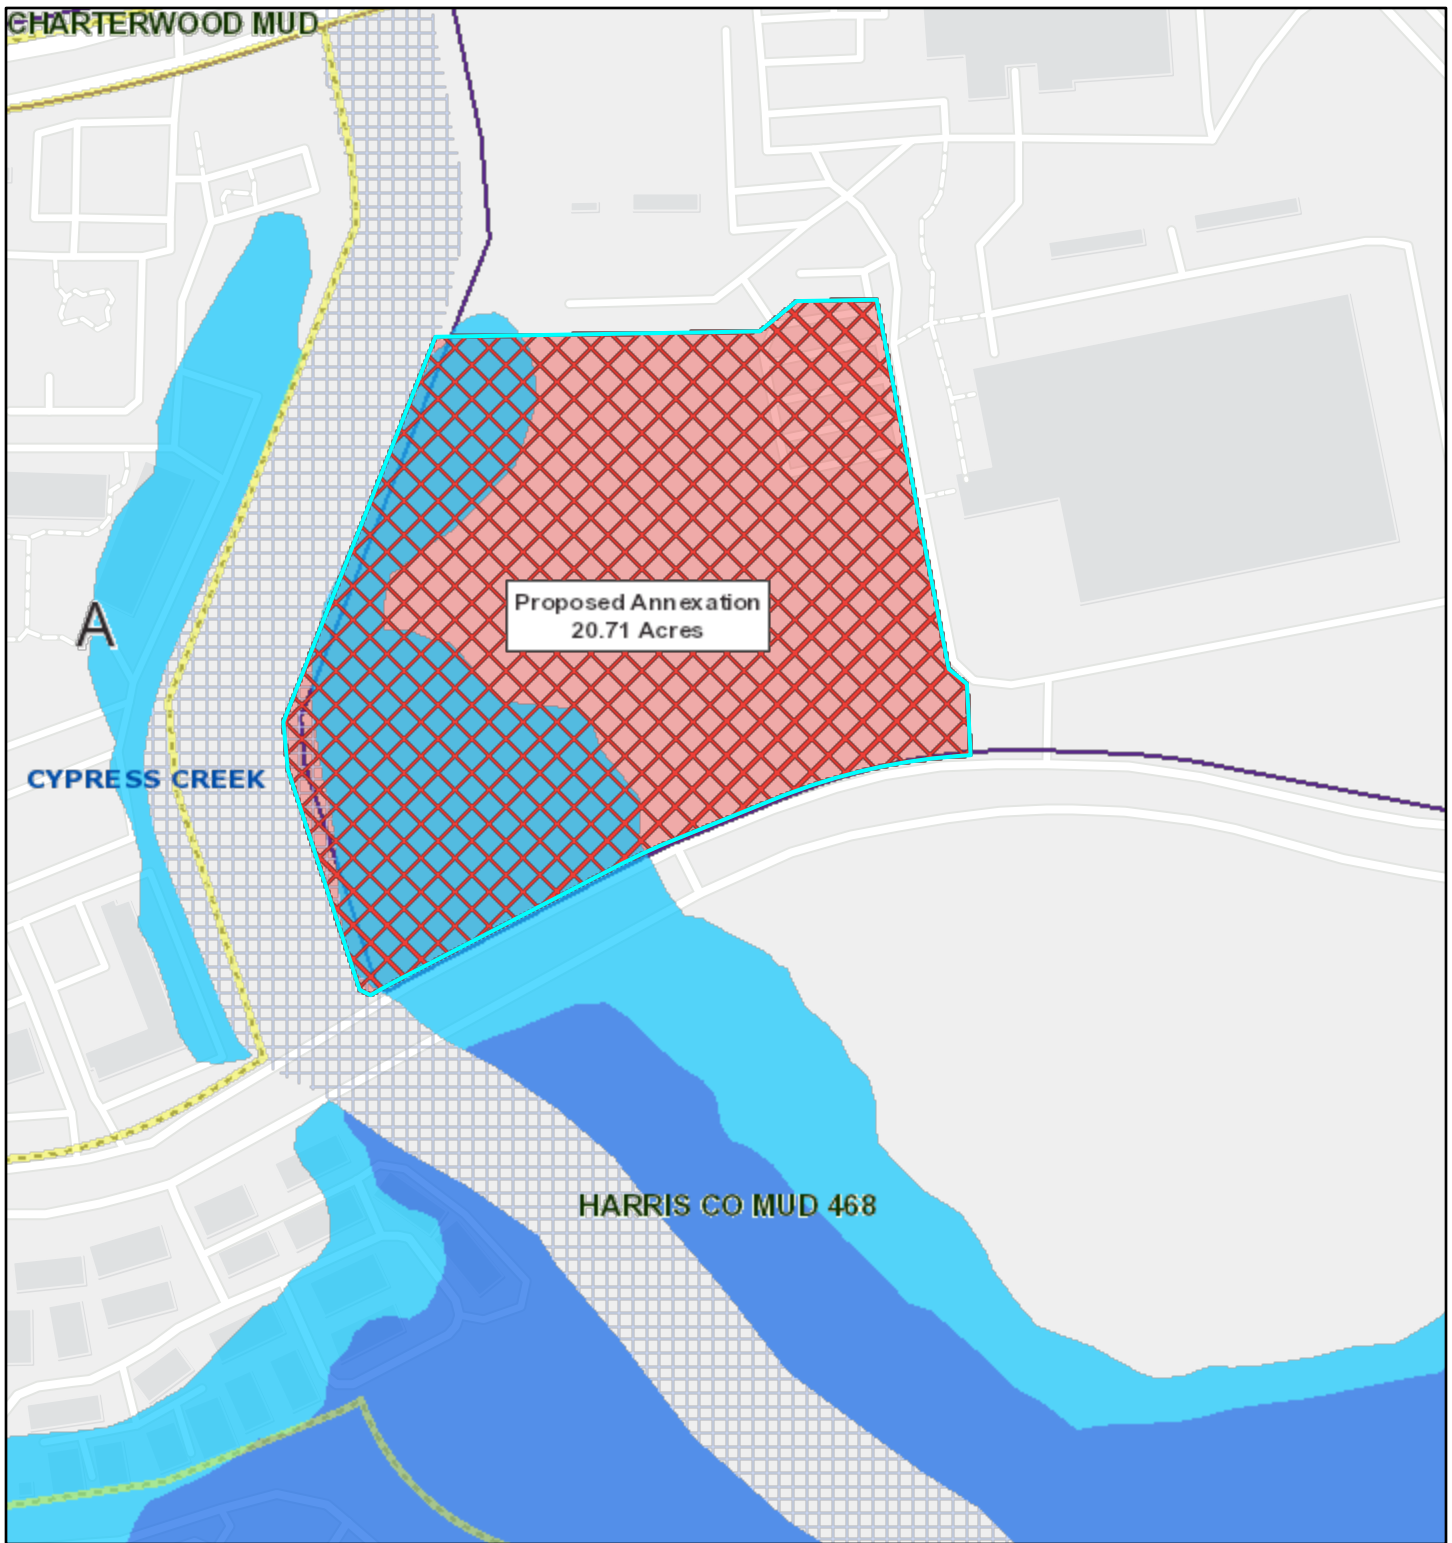 CHARTERWOOD MUD
Proposed Annexation
20.71 Acres
A
CYPRESS CREEK
HARRIS CO MUD 468